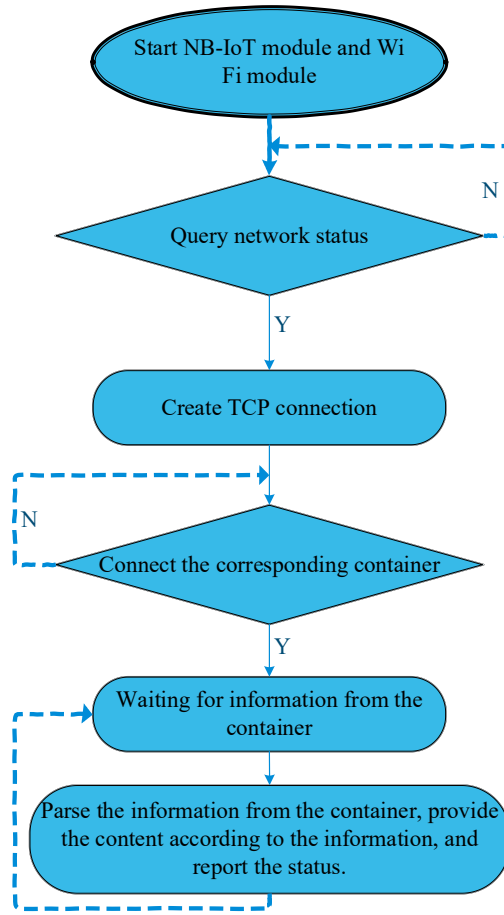 Start NB-IoT module and Wi
Fi module
N
Query network status
Y
Create TCP connection
N
Connect the corresponding container
Y
Waiting for information from the
container
Parse the information from the container, provide
the content according to the information, and
report the status.